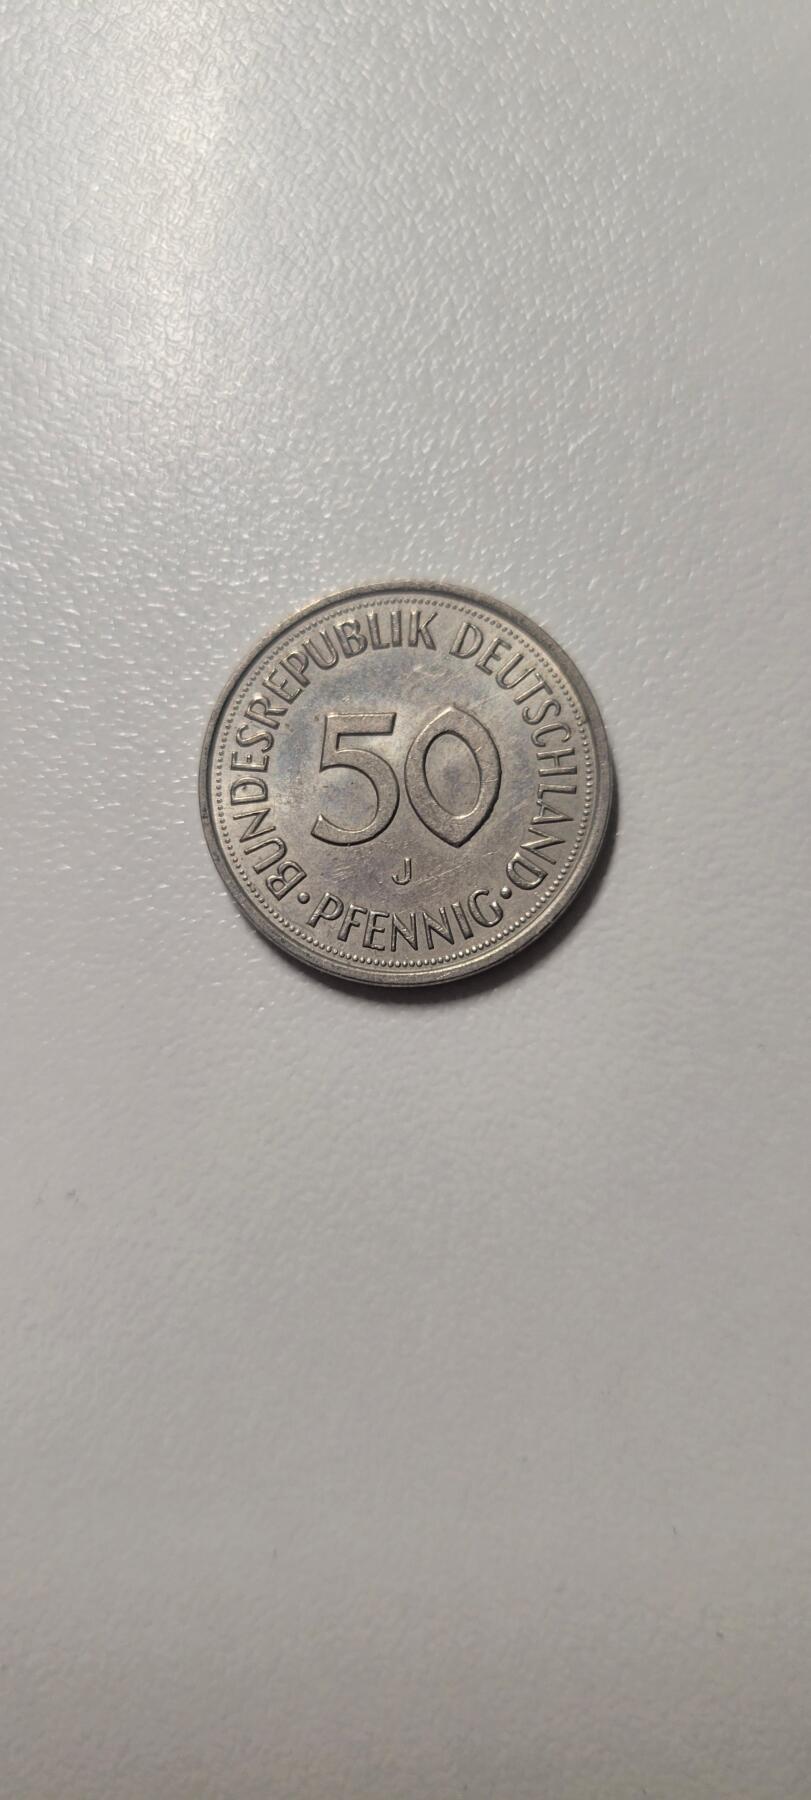 BUNDESREPUBLIK DEUTSCHLAND
50
J
· PFENNIG ·